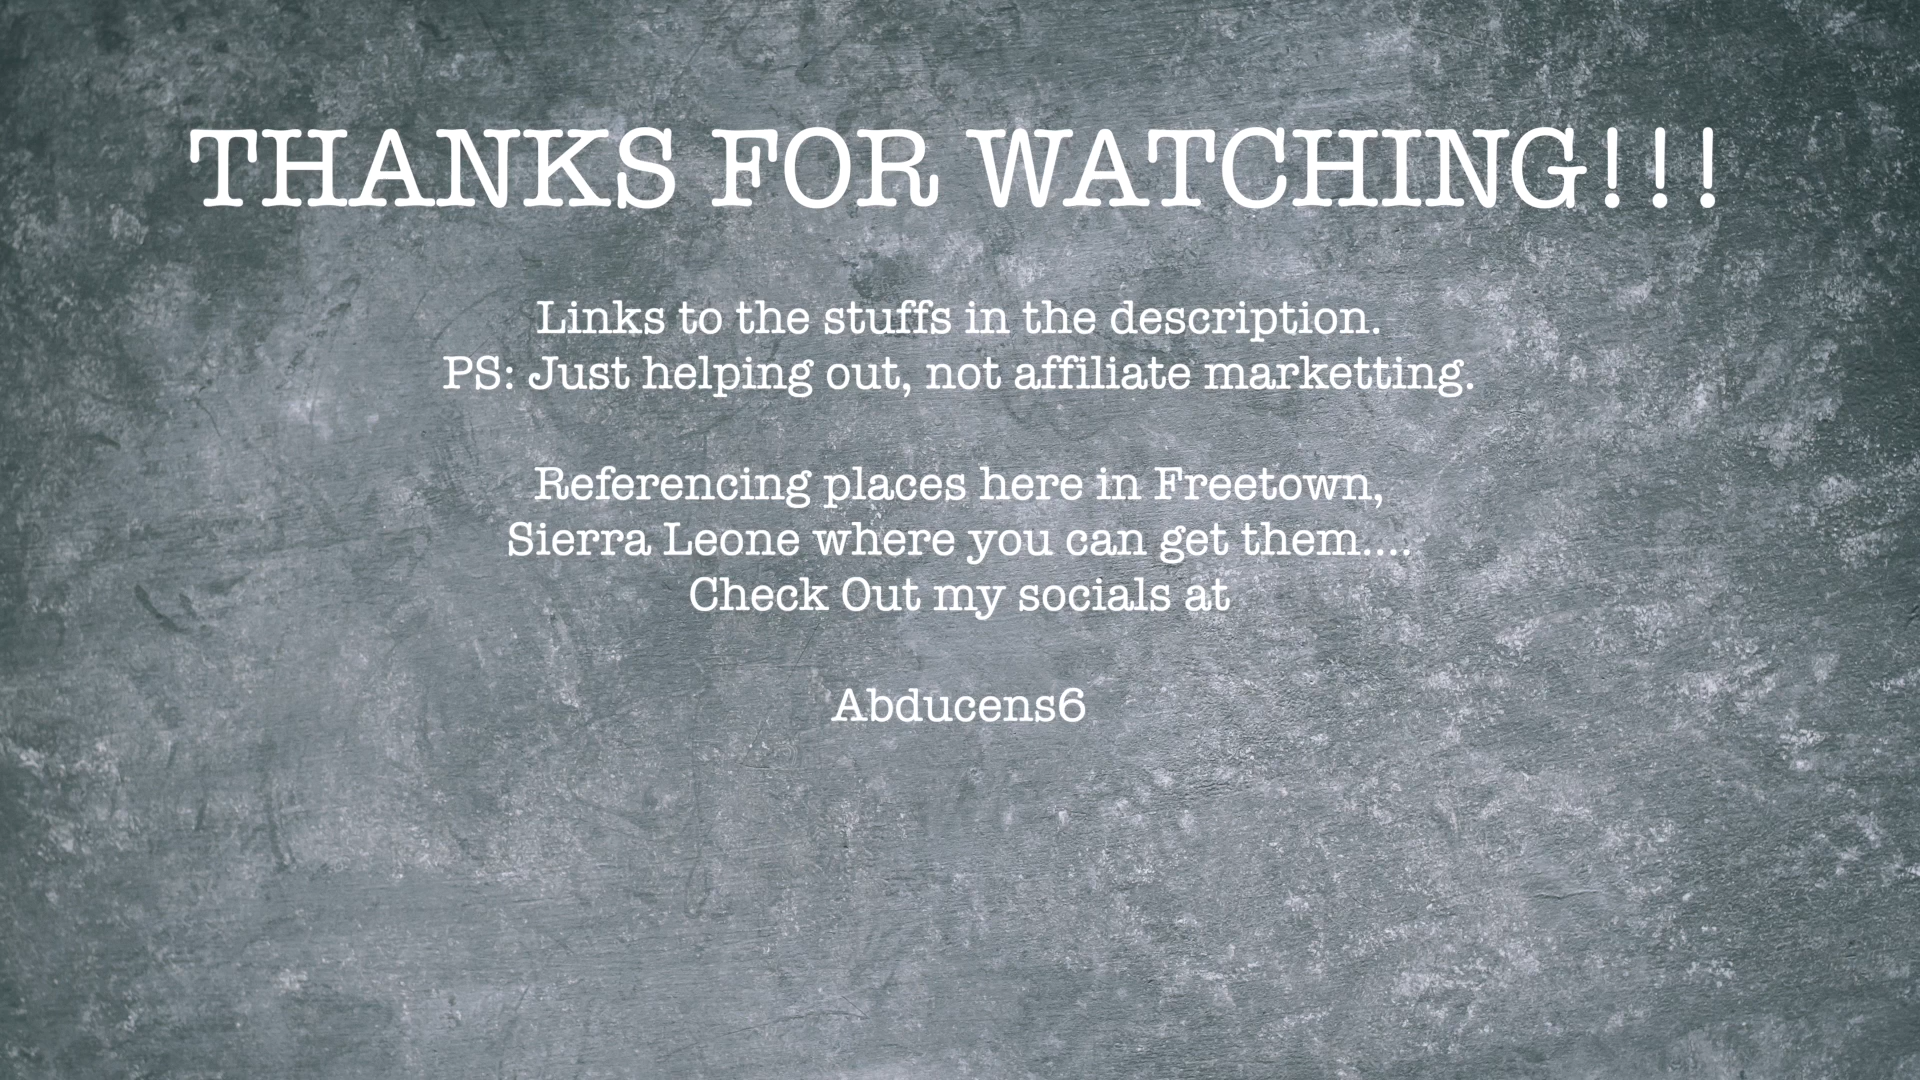 THANKS FOR WATCHING!!!
Links to the stuffs in the description.
PS: Just helping out, not affiliate marketting.
Referencing places here in Freetown,
Sierra Leone where you can get them....
Check Out my socials at
Abducens6